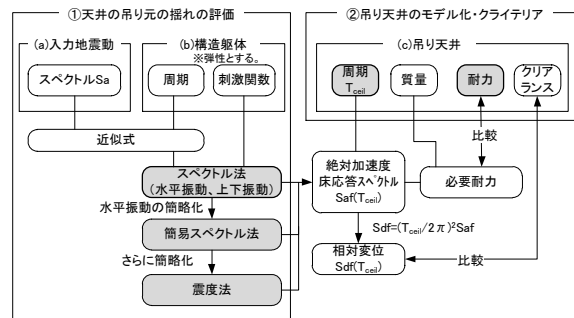 ①天井の吊り元の揺れの評価
②吊り天井のモデル化・クライテリア
(a)入力地震動
スペクトルSa
(b)構造躯体
※弾性とする。
周期
刺激関数
(c)吊り天井
周期
Tceil
質量
耐力
クリア
ランス
近似式
比較
スペクトル法
(水平振動、上下振動)
絶対加速度
床応答スペクトル
Saf(Tceil)
必要耐力
水平振動の簡略化
簡易スペクトル法
Sdf=(Tceil/2π)²Saf
さらに簡略化
相対変位
Sdf(Tceil)
比較
震度法